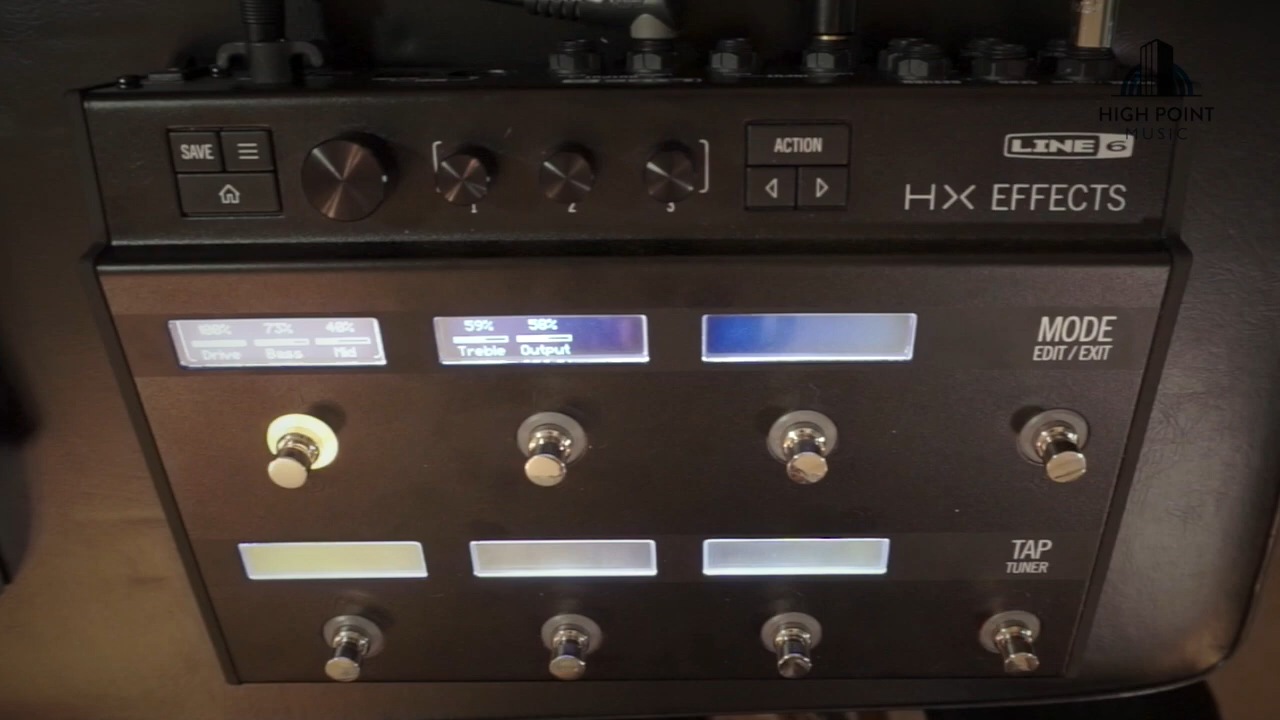 HIGH POINT
MUSIC
SAVE
ACTION
LINE 6
1 2 3
HX EFFECTS
100% 73% 40%
Drive Bass Mid
59% 58%
Treble Output
MODE
EDIT / EXIT
TAP
TUNER